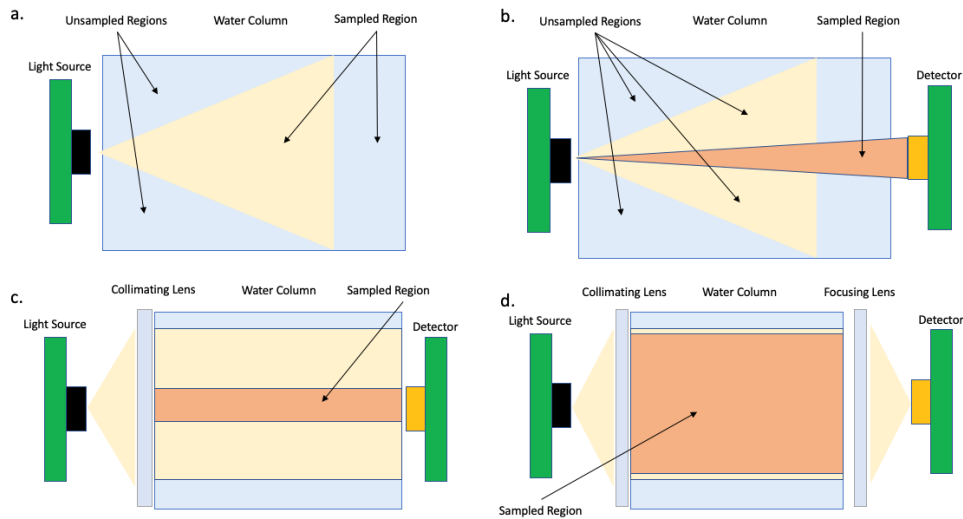 a.
Unsampled Regions
Water Column
Sampled Region
Light Source
b.
Unsampled Regions
Water Column
Sampled Region
Light Source
Detector
c.
Collimating Lens
Water Column
Sampled Region
Light Source
Detector
d.
Collimating Lens
Water Column
Focusing Lens
Light Source
Detector
Sampled Region